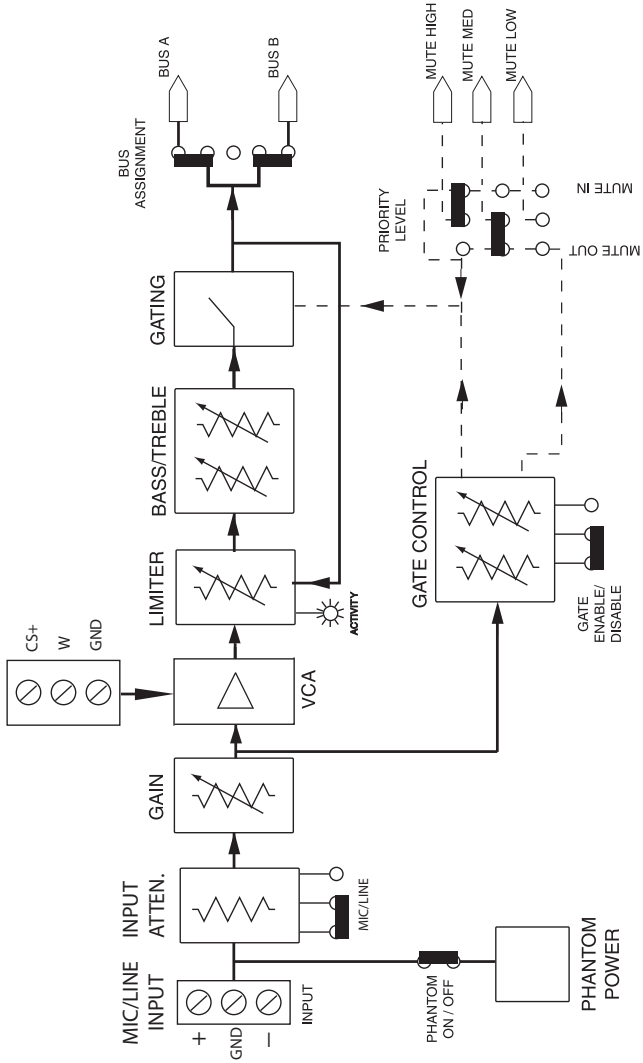 MIC/LINE
INPUT
+
GND
−
INPUT
PHANTOM
ON / OFF
PHANTOM
POWER
INPUT
ATTEN.
MIC/LINE
GAIN
CS+
W
GND
VCA
LIMITER
ACTIVITY
BASS/TREBLE
GATING
BUS
ASSIGNMENT
BUS A
BUS B
GATE CONTROL
GATE
ENABLE/
DISABLE
PRIORITY
LEVEL
MUTE OUT
MUTE IN
MUTE HIGH
MUTE MED
MUTE LOW